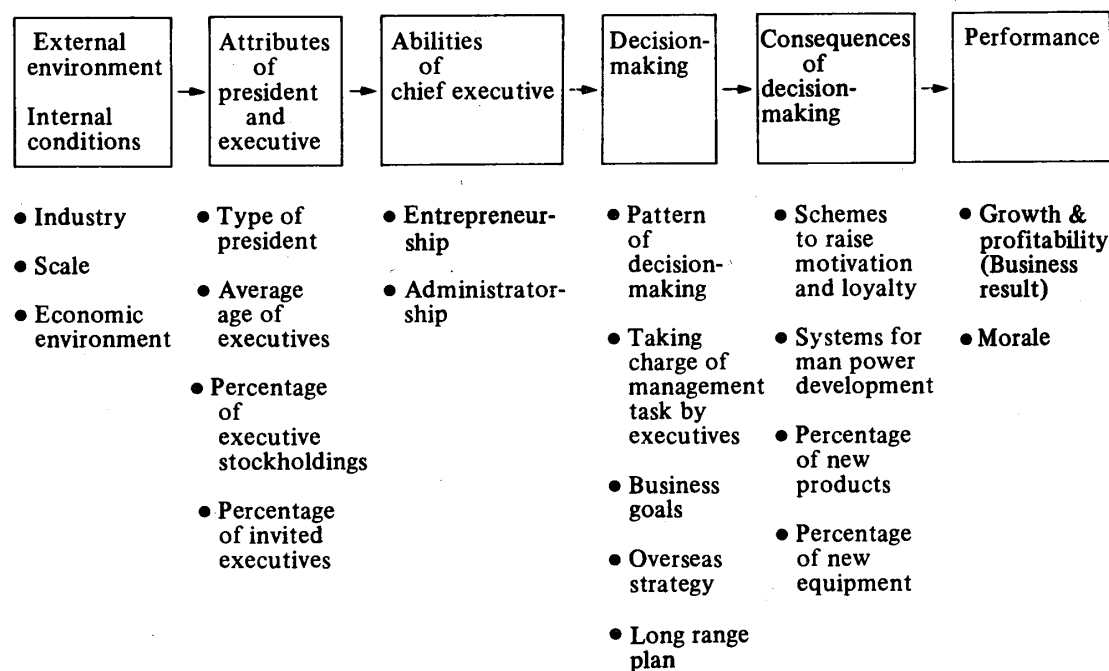 External
environment
Internal
conditions
Attributes
of
president
and
executive
Abilities
of
chief executive
Decision-
making
Consequences
of
decision-
making
Performance
● Industry
● Scale
● Economic
environment
● Type of
president
● Average
age of
executives
● Percentage
of
executive
stockholdings
● Percentage
of invited
executives
● Entrepreneur-
ship
● Administrator-
ship
● Pattern
of
decision-
making
● Taking
charge of
management
task by
executives
● Business
goals
● Overseas
strategy
● Long range
plan
● Schemes
to raise
motivation
and loyalty
● Systems for
man power
development
● Percentage
of new
products
● Percentage
of new
equipment
● Growth &
profitability
(Business
result)
● Morale